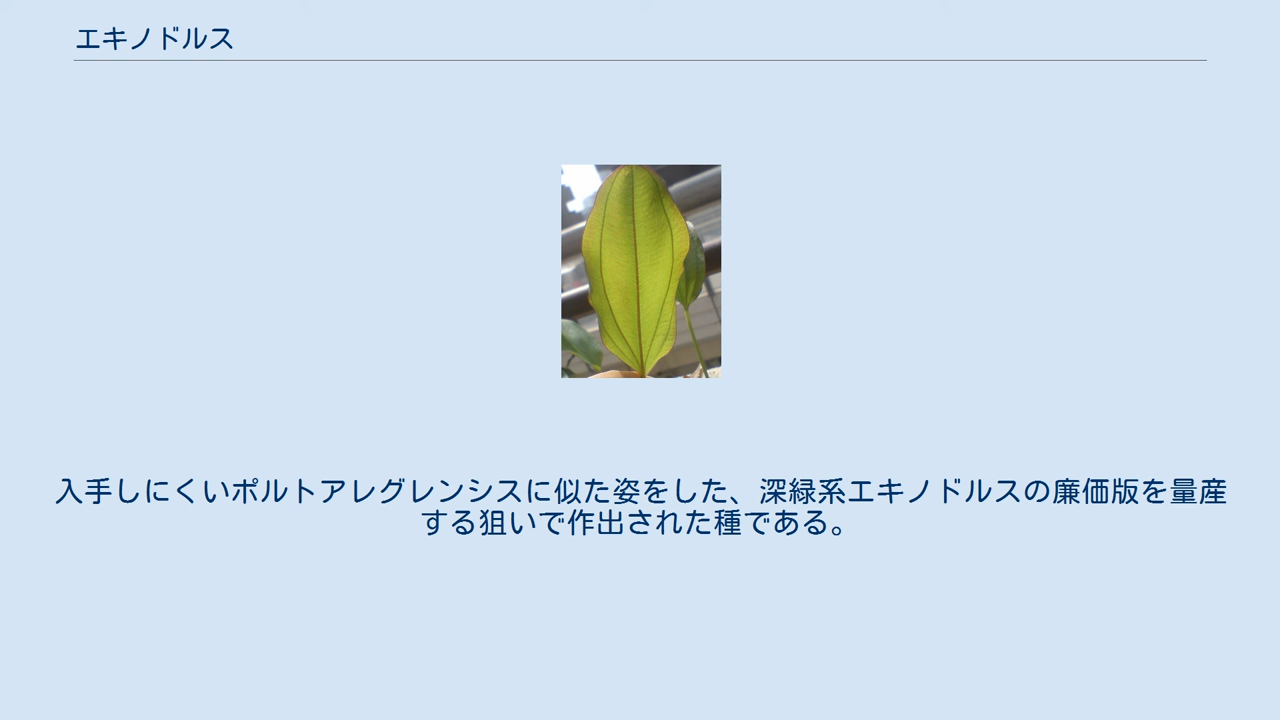 エキノドルス
入手しにくいポルトアレグレンシスに似た姿をした、深緑系エキノドルスの廉価版を量産
する狙いで作出された種である。